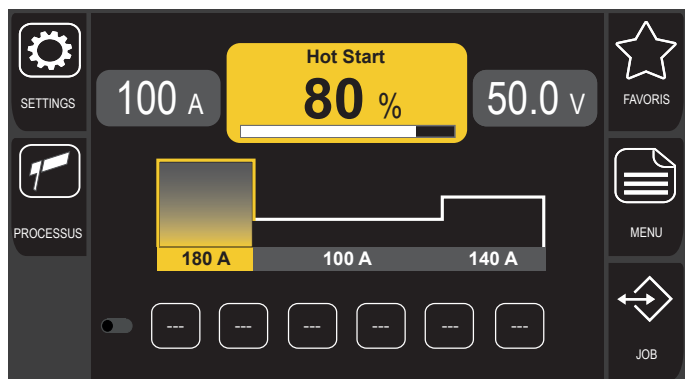 SETTINGS
PROCESSUS
100 A
Hot Start
80 %
50.0 V
180 A
100 A
140 A
---
---
---
---
---
---
FAVORIS
MENU
JOB